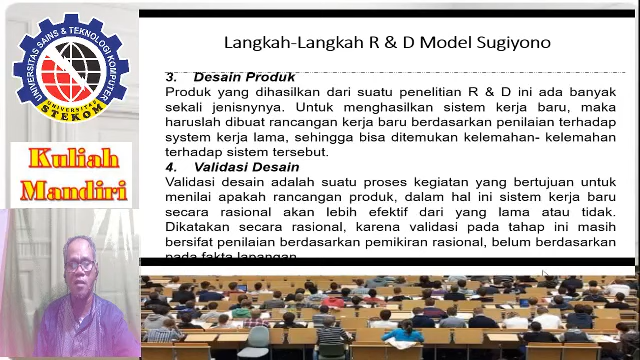 UNIVERSITAS SAINS & TEKNOLOGI KOMPUTER
UNIVERSITAS
STEKOM
Kuliah
Mandiri
Langkah-Langkah R & D Model Sugiyono
3. Desain Produk
Produk yang dihasilkan dari suatu penelitian R & D ini ada banyak
sekali jenisnynya. Untuk menghasilkan sistem kerja baru, maka
haruslah dibuat rancangan kerja baru berdasarkan penilaian terhadap
system kerja lama, sehingga bisa ditemukan kelemahan- kelemahan
terhadap sistem tersebut.
4. Validasi Desain
Validasi desain adalah suatu proses kegiatan yang bertujuan untuk
menilai apakah rancangan produk, dalam hal ini sistem kerja baru
secara rasional akan lebih efektif dari yang lama atau tidak.
Dikatakan secara rasional, karena validasi pada tahap ini masih
bersifat penilaian berdasarkan pemikiran rasional, belum berdasarkan
pada fakta lapangan.